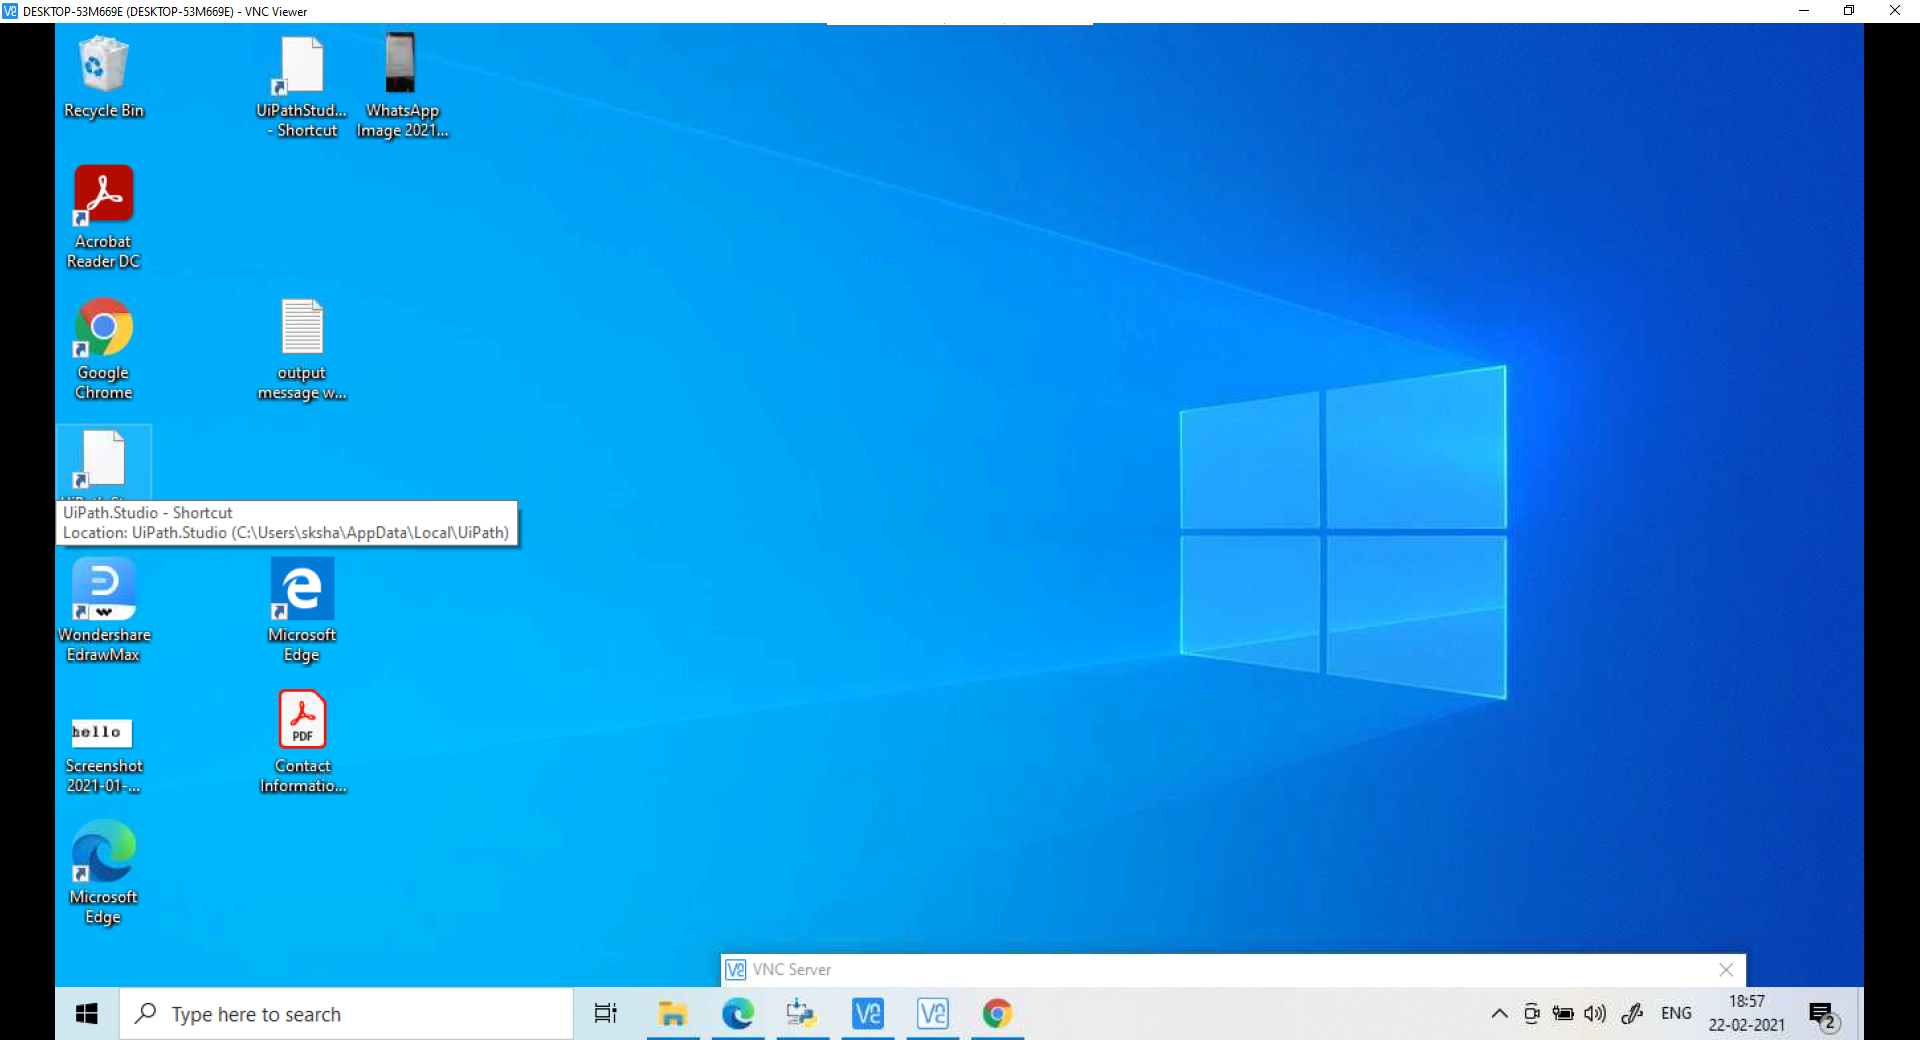 DESKTOP-53M669E (DESKTOP-53M669E) - VNC Viewer
Recycle Bin
UiPathStud...
- Shortcut
WhatsApp
Image 2021...
Acrobat
Reader DC
Google
Chrome
output
message w...
UiPath.Studio - Shortcut
Location: UiPath.Studio (C:\Users\sksha\AppData\Local\UiPath)
Wondershare
EdrawMax
Microsoft
Edge
hello
Screenshot
2021-01-...
PDF
Contact
Informatio...
Microsoft
Edge
VNC Server
Type here to search
ENG
18:57
22-02-2021
2